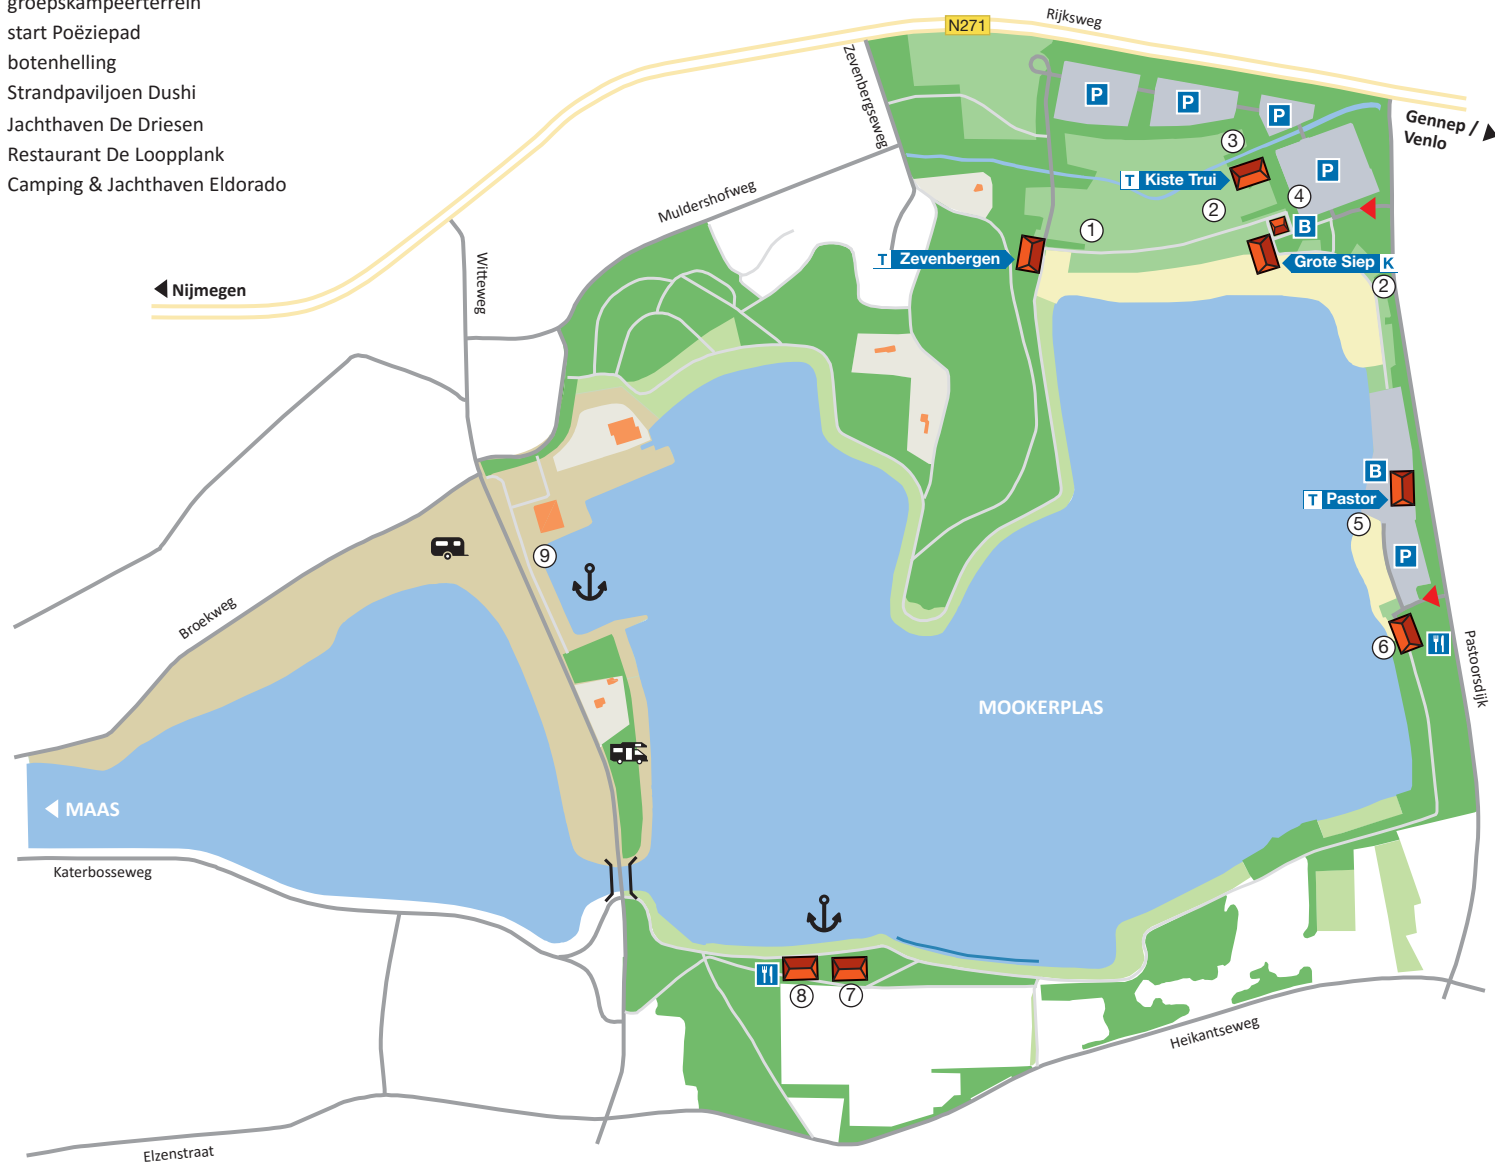 groepskampeerterrein
start Poëziepad
botenhelling
Strandpaviljoen Dushi
Jachthaven De Driesen
Restaurant De Loopplank
Camping & Jachthaven Eldorado
N271
Rijksweg
Zevenbergseweg
P
P
P
P
Gennep /
Venlo
3
T Kiste Trui
4
2
1
B
Muldershofweg
T Zevenbergen
Grote Siep K
2
Witteweg
Nijmegen
B
T Pastor
5
P
9
Broekweg
6
Pastoorsdijk
MOOKERPLAS
MAAS
Katerbosseweg
8
7
Heikantseweg
Elzenstraat